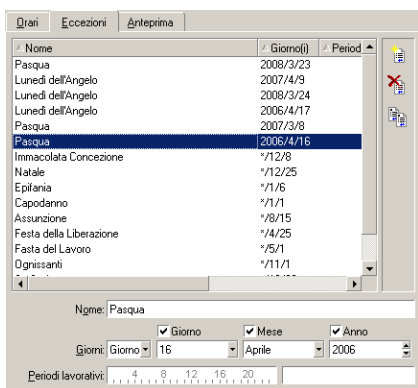 Orari Eccezioni Anteprima
Nome Giorno(i) Period
Pasqua 2008/3/23
Lunedì dell'Angelo 2007/4/9
Lunedì dell'Angelo 2008/3/24
Lunedì dell'Angelo 2006/4/17
Pasqua 2007/3/8
Pasqua 2006/4/16
Immacolata Concezione */12/8
Natale */12/25
Epifania */1/6
Capodanno */1/1
Assunzione */8/15
Festa della Liberazione */4/25
Fasta del Lavoro */5/1
Ognissanti */11/1
Nome: Pasqua
Giorno Mese Anno
Giorni: Giorno 16 Aprile 2006
Periodi lavorativi: 4 8 12 16 20